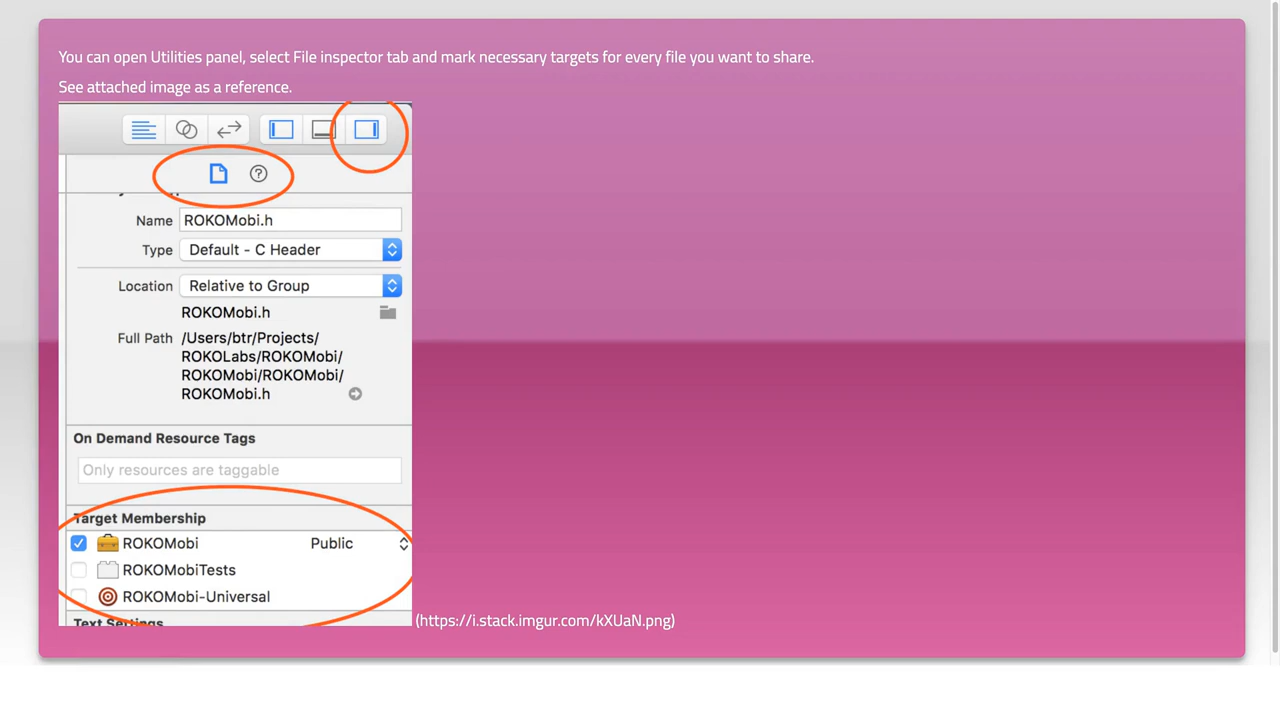 You can open Utilities panel, select File inspector tab and mark necessary targets for every file you want to share.
See attached image as a reference.
Name ROKOMobi.h
Type Default - C Header
Location Relative to Group
ROKOMobi.h
Full Path /Users/btr/Projects/
ROKOLabs/ROKOMobi/
ROKOMobi/ROKOMobi/
ROKOMobi.h
On Demand Resource Tags
Only resources are taggable
Target Membership
ROKOMobi Public
ROKOMobiTests
ROKOMobi-Universal
Text Settings
(https://i.stack.imgur.com/kXUaN.png)